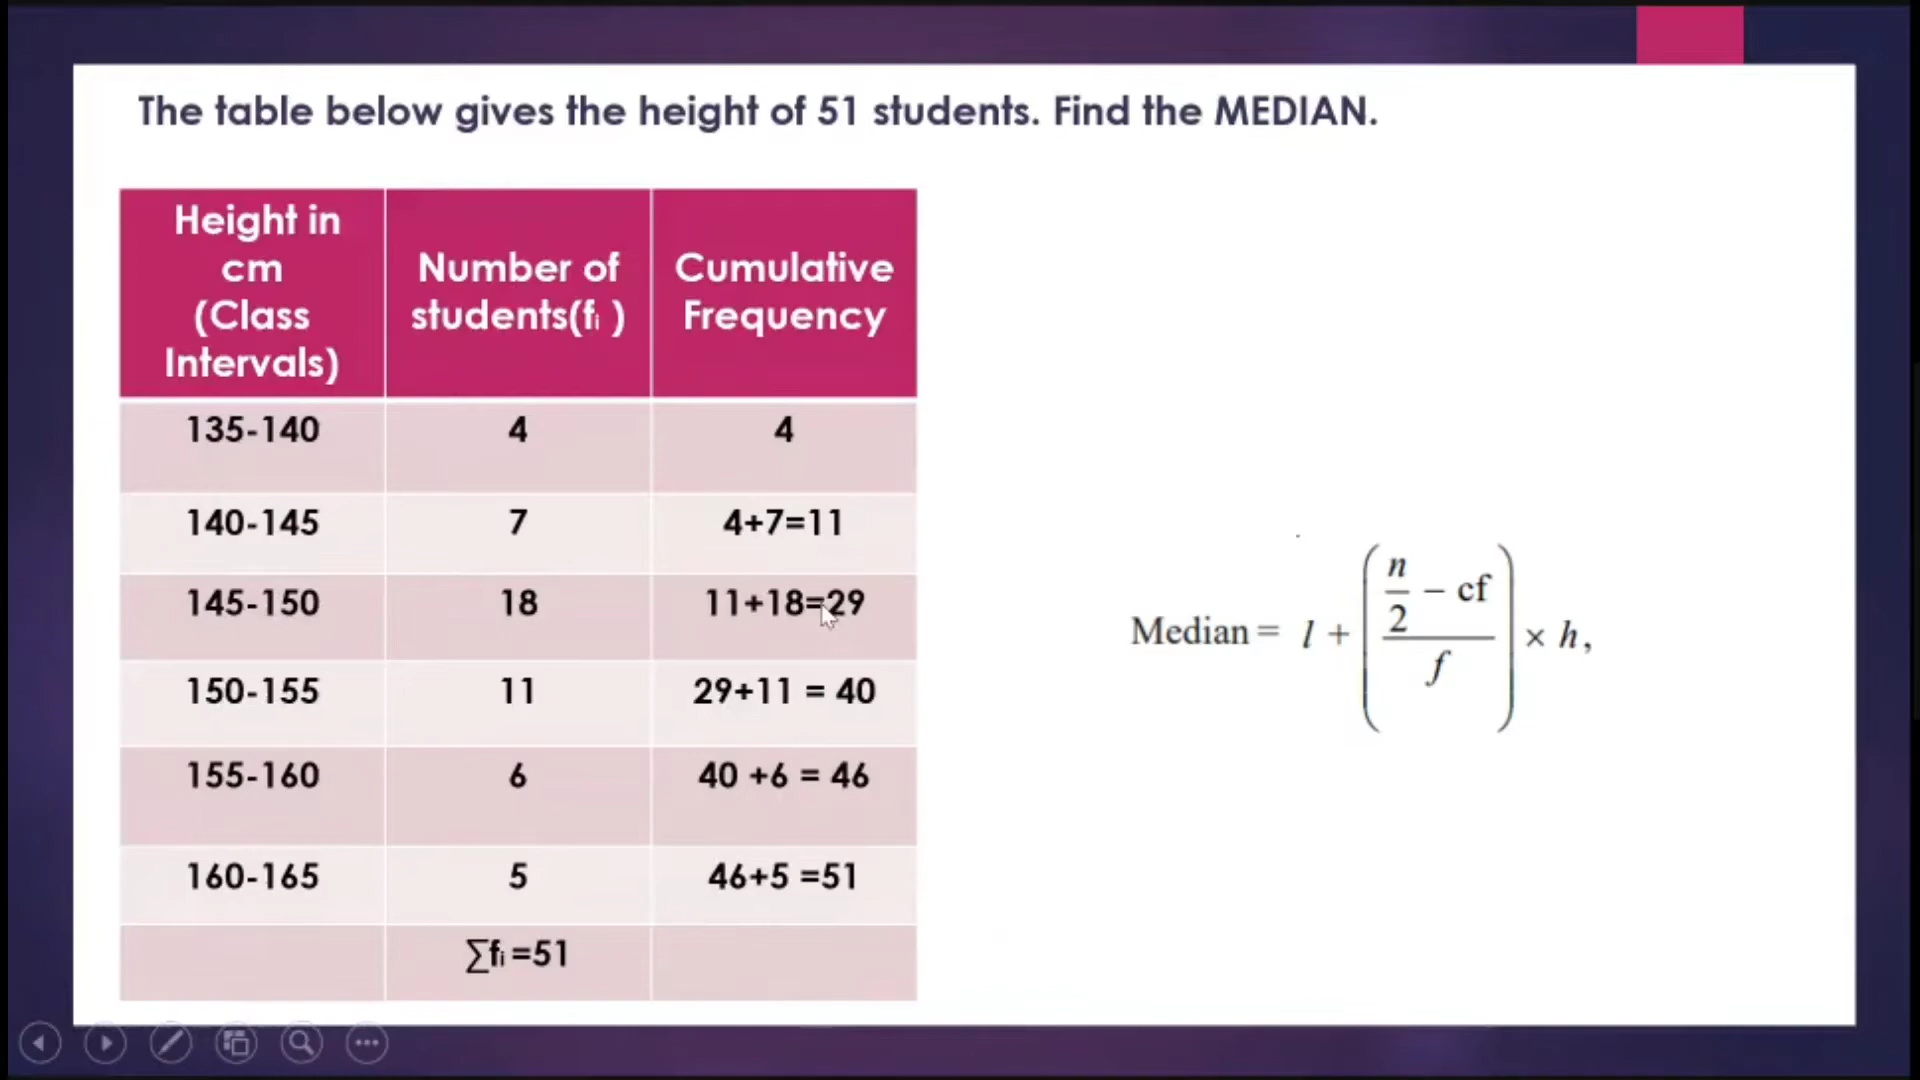 The table below gives the height of 51 students. Find the MEDIAN.
Height in
cm
(Class
Intervals)
Number of
students(fi )
Cumulative
Frequency
135-140 4 4
140-145 7 4+7=11
145-150 18 11+18=29
150-155 11 29+11 = 40
155-160 6 40 +6 = 46
160-165 5 46+5 =51
∑fi =51
Median = l + ( (n/2 − cf) / f ) × h,